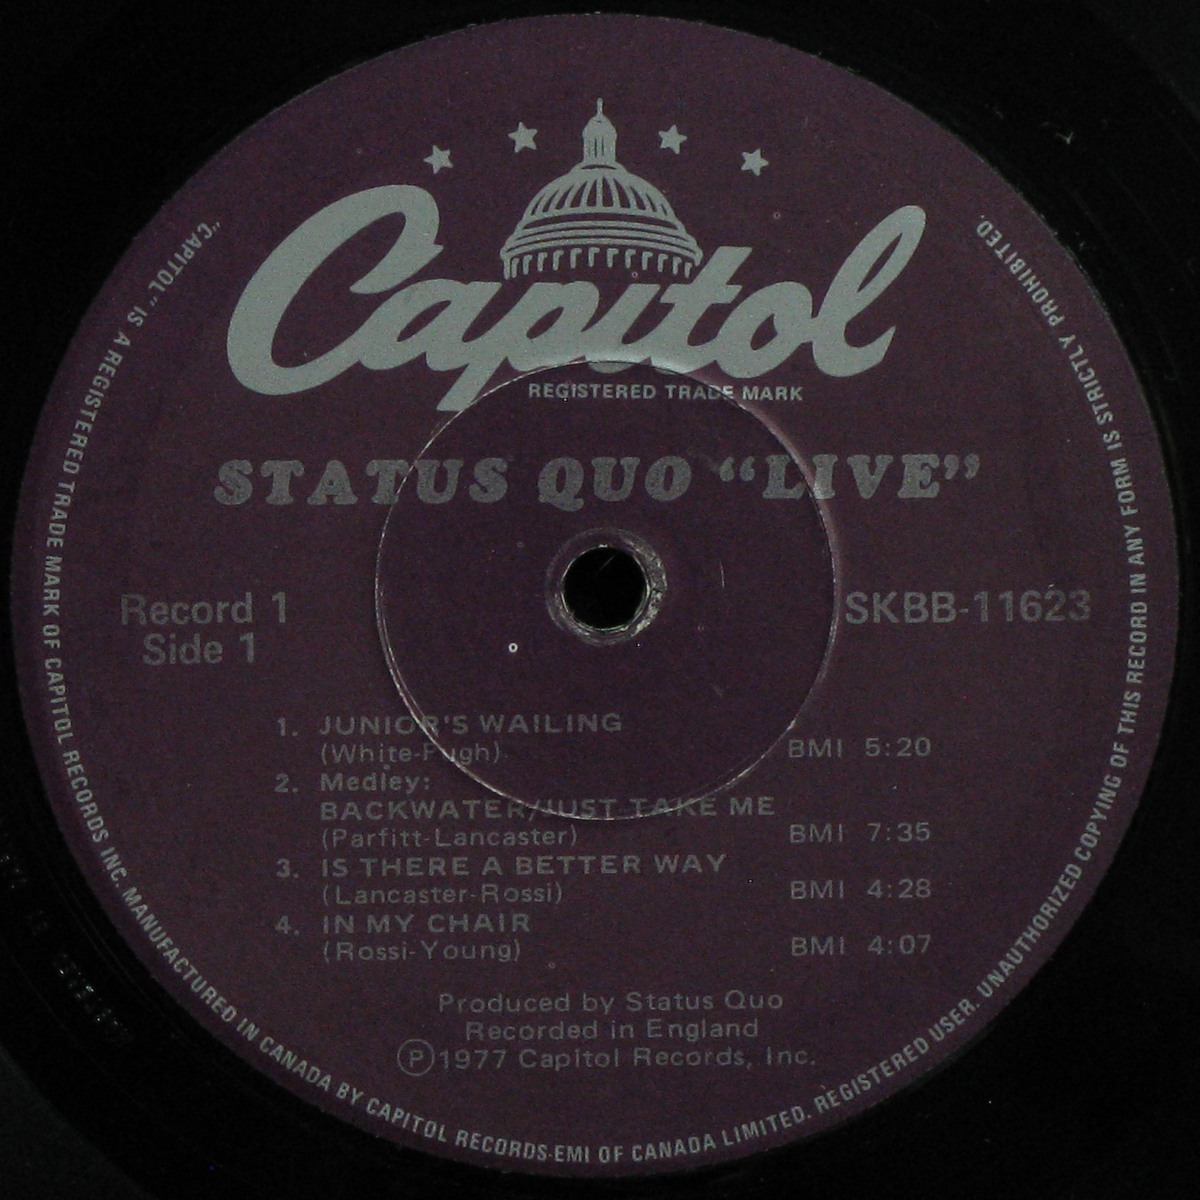 Capitol
REGISTERED TRADE MARK
STATUS QUO “LIVE”
Record 1
Side 1
SKBB-11623
1. JUNIOR'S WAILING
(White-Pugh) BMI 5:20
2. Medley:
BACKWATER/JUST TAKE ME
(Parfitt-Lancaster) BMI 7:35
3. IS THERE A BETTER WAY
(Lancaster-Rossi) BMI 4:28
4. IN MY CHAIR
(Rossi-Young) BMI 4:07
Produced by Status Quo
Recorded in England
Ⓟ1977 Capitol Records, Inc.
“CAPITOL” IS A REGISTERED TRADE MARK OF CAPITOL RECORDS INC. MANUFACTURED IN CANADA BY CAPITOL RECORDS-EMI OF CANADA LIMITED. REGISTERED USER. UNAUTHORIZED COPYING OF THIS RECORD IN ANY FORM IS STRICTLY PROHIBITED.